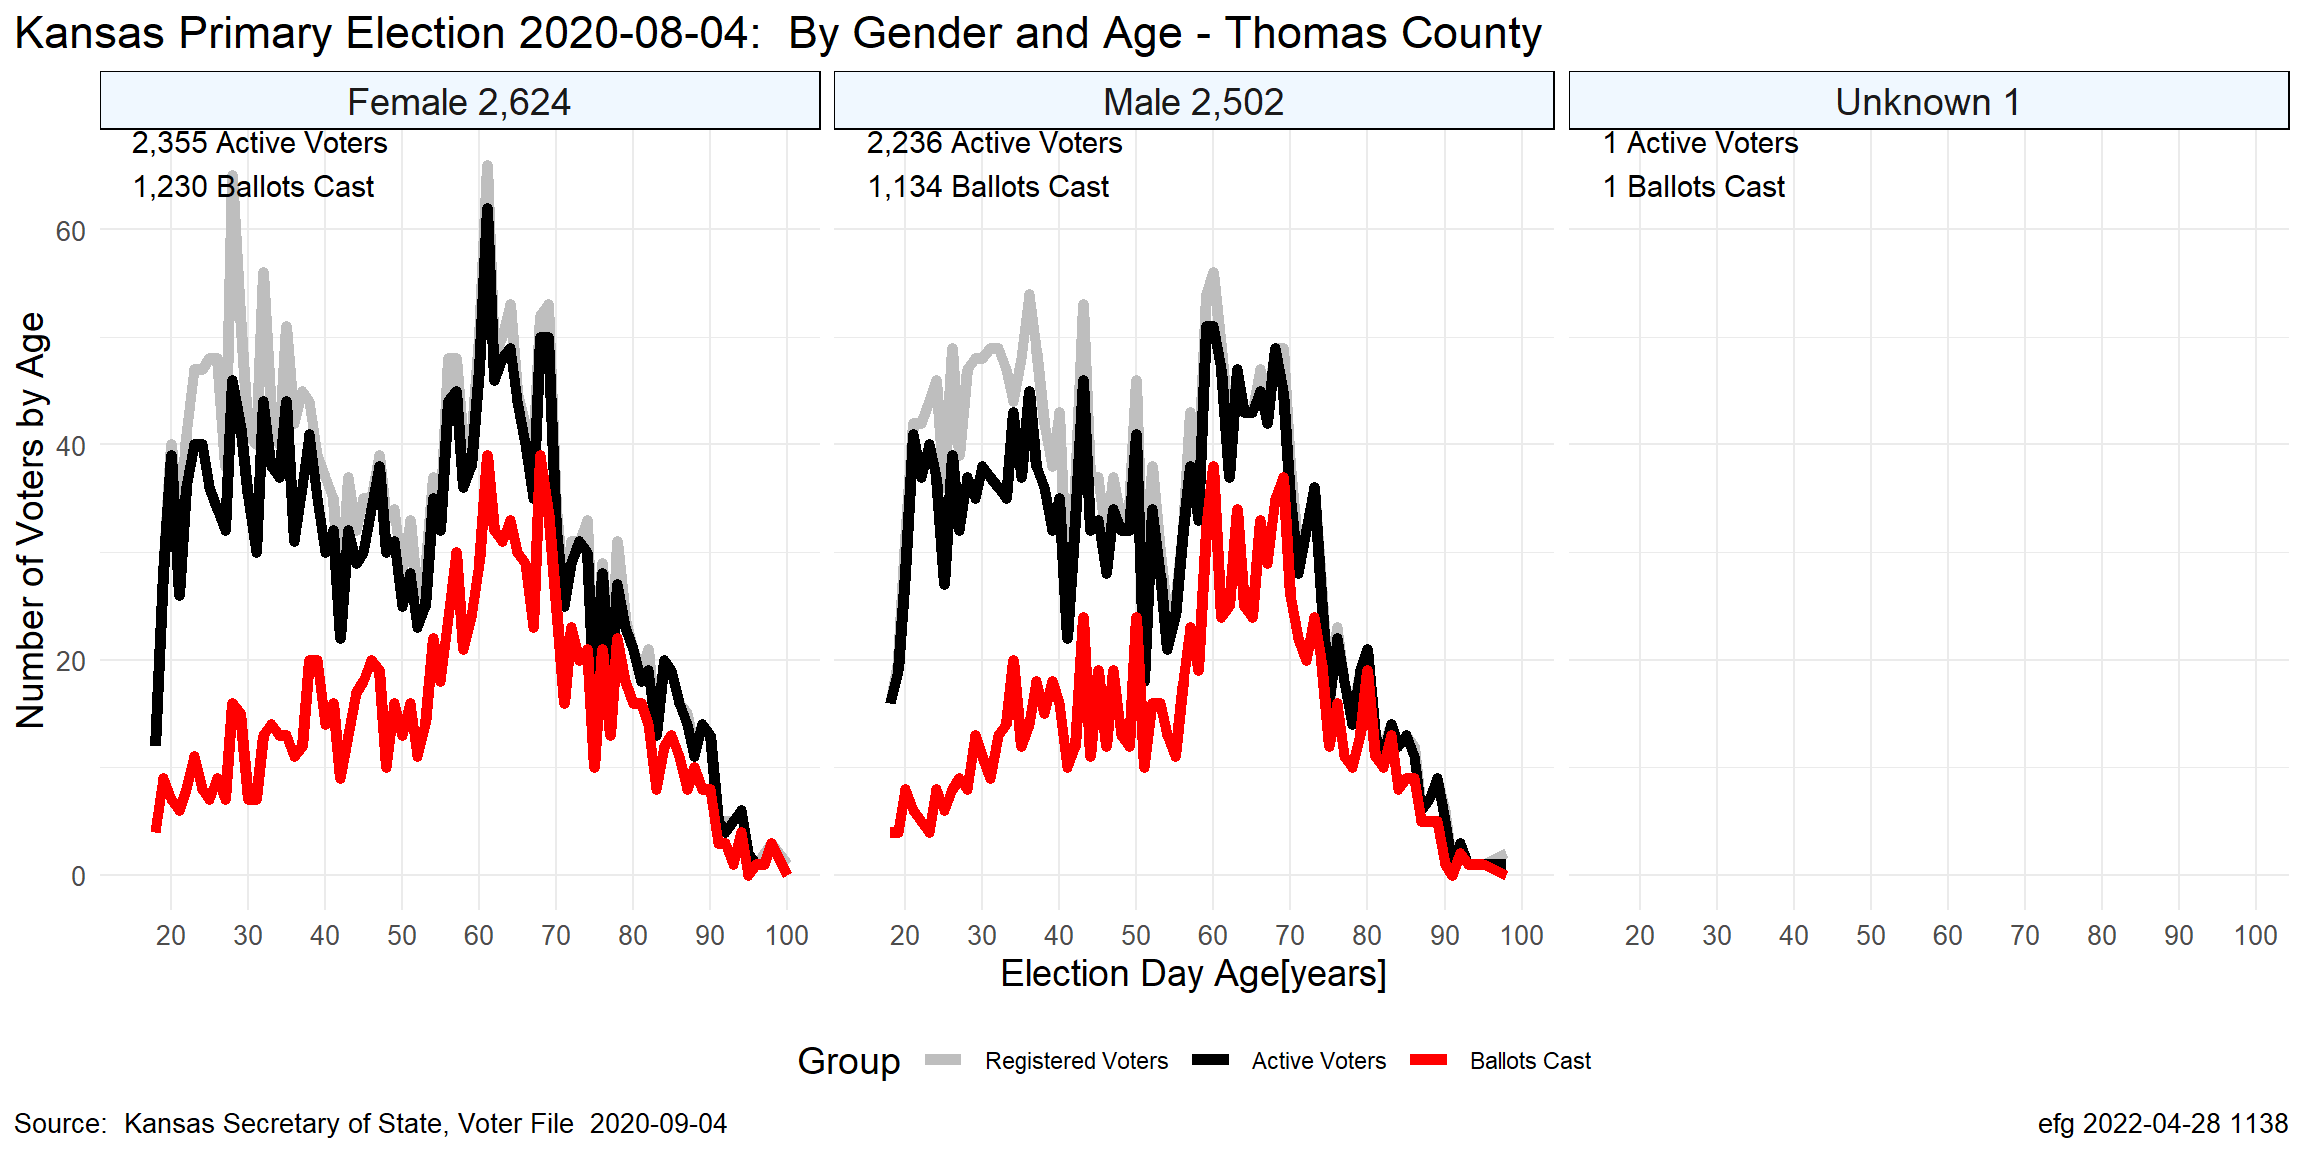 Kansas Primary Election 2020-08-04:  By Gender and Age - Thomas County
Female 2,624
Male 2,502
Unknown 1
2,355 Active Voters
1,230 Ballots Cast
2,236 Active Voters
1,134 Ballots Cast
1 Active Voters
1 Ballots Cast
Number of Voters by Age
60
40
20
0
20 30 40 50 60 70 80 90 100
20 30 40 50 60 70 80 90 100
20 30 40 50 60 70 80 90 100
Election Day Age[years]
Group Registered Voters Active Voters Ballots Cast
Source:  Kansas Secretary of State, Voter File  2020-09-04
efg 2022-04-28 1138